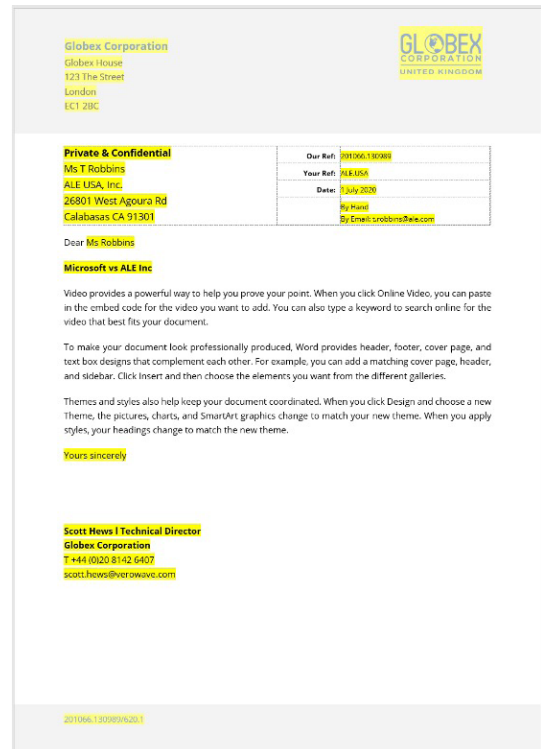 Globex Corporation
Globex House
123 The Street
London
EC1 2BC
GLOBEX
CORPORATION
UNITED KINGDOM
Private & Confidential
Ms T Robbins
ALE USA, Inc.
26801 West Agoura Rd
Calabasas CA 91301
Our Ref: 201066.130989
Your Ref: ALE.USA
Date: 1 July 2020
By Hand
By Email: t.robbins@ale.com
Dear Ms Robbins
Microsoft vs ALE Inc
Video provides a powerful way to help you prove your point. When you click Online Video, you can paste
in the embed code for the video you want to add. You can also type a keyword to search online for the
video that best fits your document.
To make your document look professionally produced, Word provides header, footer, cover page, and
text box designs that complement each other. For example, you can add a matching cover page, header,
and sidebar. Click Insert and then choose the elements you want from the different galleries.
Themes and styles also help keep your document coordinated. When you click Design and choose a new
Theme, the pictures, charts, and SmartArt graphics change to match your new theme. When you apply
styles, your headings change to match the new theme.
Yours sincerely
Scott Hews l Technical Director
Globex Corporation
T +44 (0)20 8142 6407
scott.hews@verowave.com
201066.130989/620.1